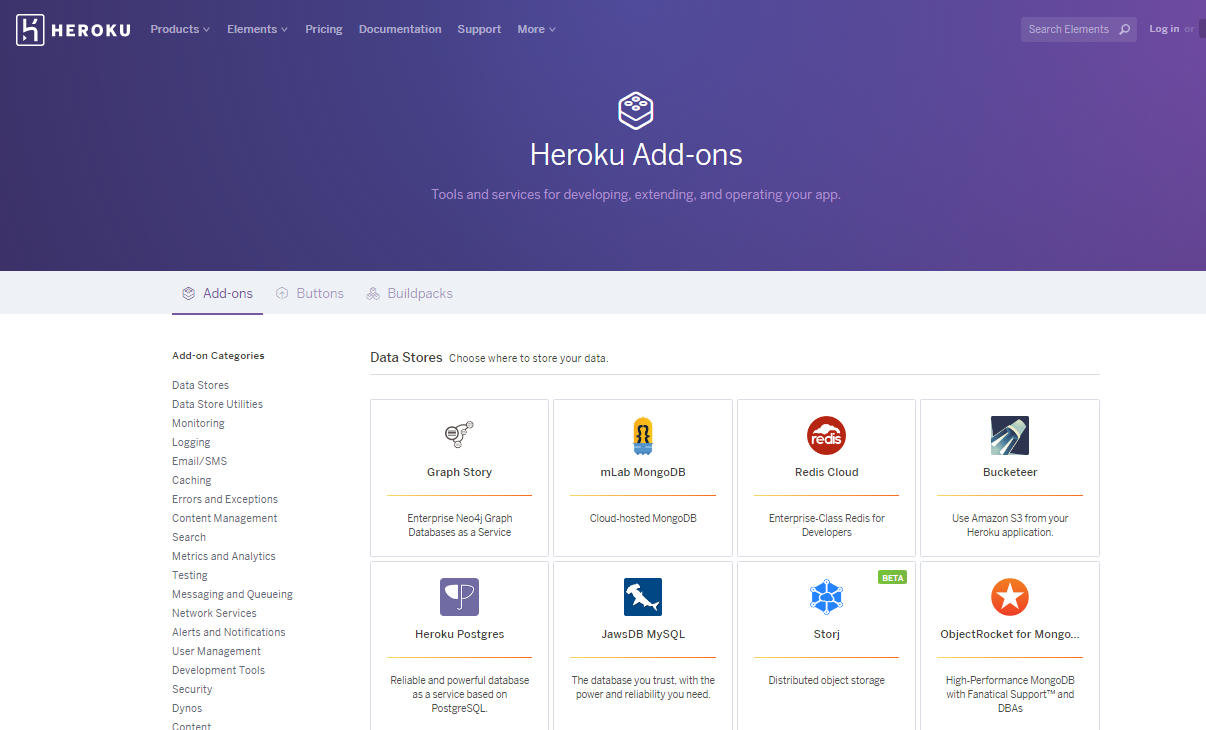 HEROKU Products Elements Pricing Documentation Support More Search Elements Log in or
Heroku Add-ons
Tools and services for developing, extending, and operating your app.
Add-ons Buttons Buildpacks
Add-on Categories
Data Stores
Data Store Utilities
Monitoring
Logging
Email/SMS
Caching
Errors and Exceptions
Content Management
Search
Metrics and Analytics
Testing
Messaging and Queueing
Network Services
Alerts and Notifications
User Management
Development Tools
Security
Dynos
Content
Data Stores Choose where to store your data.
Graph Story
Enterprise Neo4j Graph
Databases as a Service
mLab MongoDB
Cloud-hosted MongoDB
redis
Redis Cloud
Enterprise-Class Redis for
Developers
Bucketeer
Use Amazon S3 from your
Heroku application.
Heroku Postgres
Reliable and powerful database
as a service based on
PostgreSQL.
JawsDB MySQL
The database you trust, with the
power and reliability you need.
BETA
Storj
Distributed object storage
ObjectRocket for Mongo...
High-Performance MongoDB
with Fanatical Support™ and
DBAs